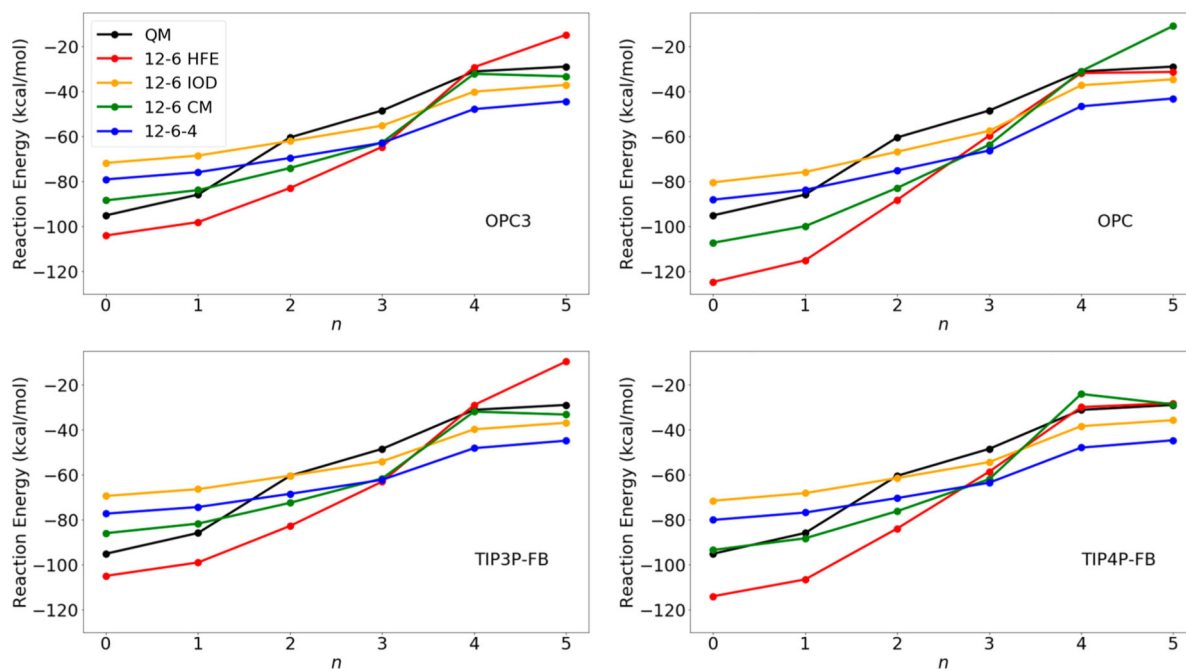 Reaction Energy (kcal/mol)
−20
−40
−60
−80
−100
−120
QM
12-6 HFE
12-6 IOD
12-6 CM
12-6-4
OPC3
0 1 2 3 4 5
n
Reaction Energy (kcal/mol)
−20
−40
−60
−80
−100
−120
OPC
0 1 2 3 4 5
n
Reaction Energy (kcal/mol)
−20
−40
−60
−80
−100
−120
TIP3P-FB
0 1 2 3 4 5
n
Reaction Energy (kcal/mol)
−20
−40
−60
−80
−100
−120
TIP4P-FB
0 1 2 3 4 5
n